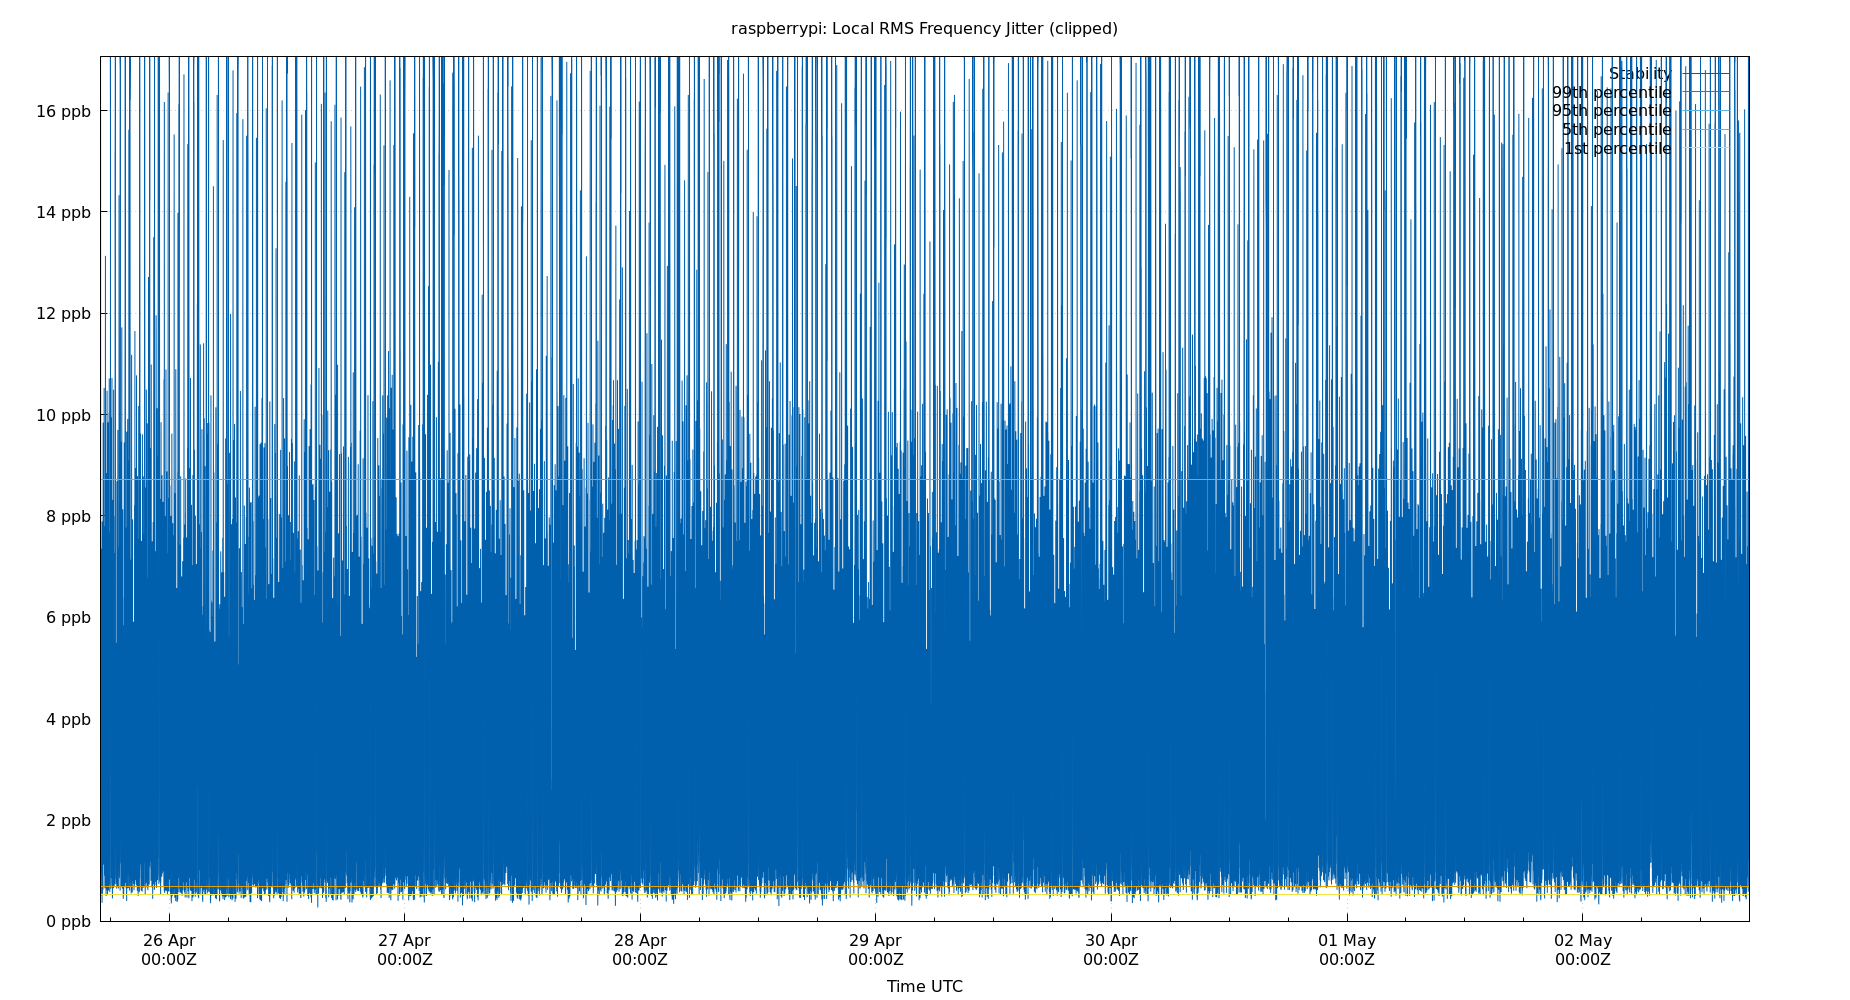 raspberrypi: Local RMS Frequency Jitter (clipped)
Stability
99th percentile
95th percentile
5th percentile
1st percentile
16 ppb
14 ppb
12 ppb
10 ppb
8 ppb
6 ppb
4 ppb
2 ppb
0 ppb
26 Apr 27 Apr 28 Apr 29 Apr 30 Apr 01 May 02 May
00:00Z 00:00Z 00:00Z 00:00Z 00:00Z 00:00Z 00:00Z
Time UTC